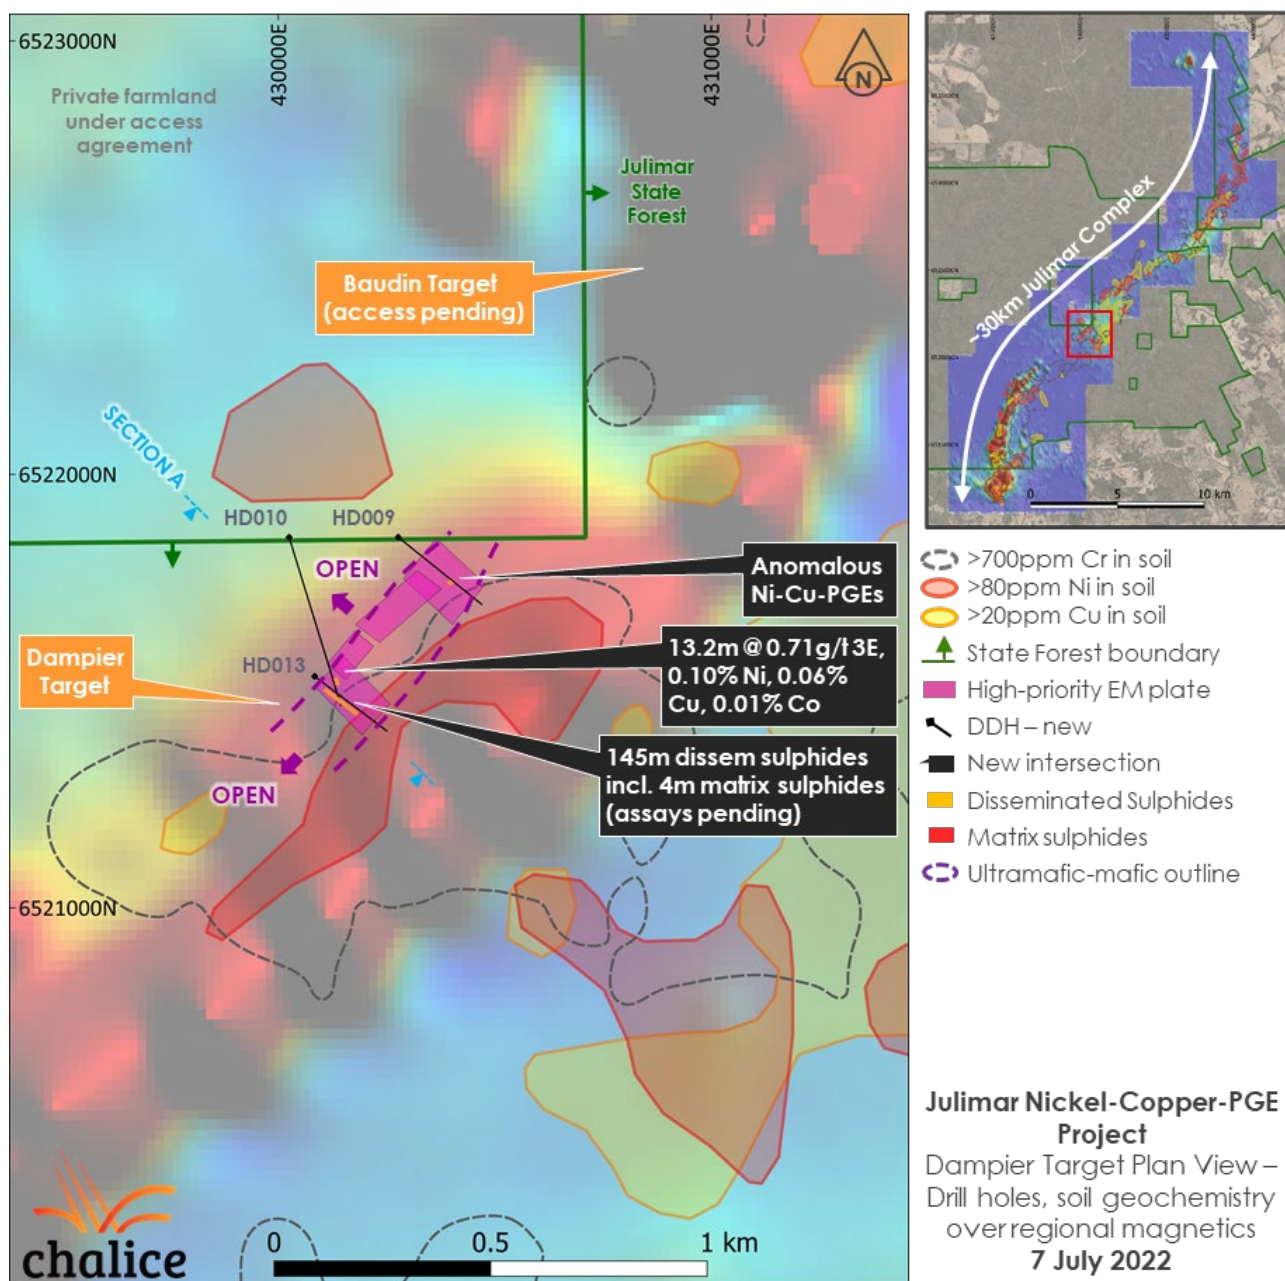 6523000N
430000E
431000E
N
Private farmland
under access
agreement
Julimar
State
Forest
Baudin Target
(access pending)
SECTION A
6522000N
HD010
HD009
OPEN
Anomalous
Ni-Cu-PGEs
13.2m @ 0.71g/t 3E,
0.10% Ni, 0.06%
Cu, 0.01% Co
HD013
Dampier
Target
145m dissem sulphides
incl. 4m matrix sulphides
(assays pending)
OPEN
6521000N
chalice
0 0.5 1 km
~30km Julimar Complex
0 5 10 km
>700ppm Cr in soil
>80ppm Ni in soil
>20ppm Cu in soil
State Forest boundary
High-priority EM plate
DDH – new
New intersection
Disseminated Sulphides
Matrix sulphides
Ultramafic-mafic outline
Julimar Nickel-Copper-PGE
Project
Dampier Target Plan View –
Drill holes, soil geochemistry
over regional magnetics
7 July 2022